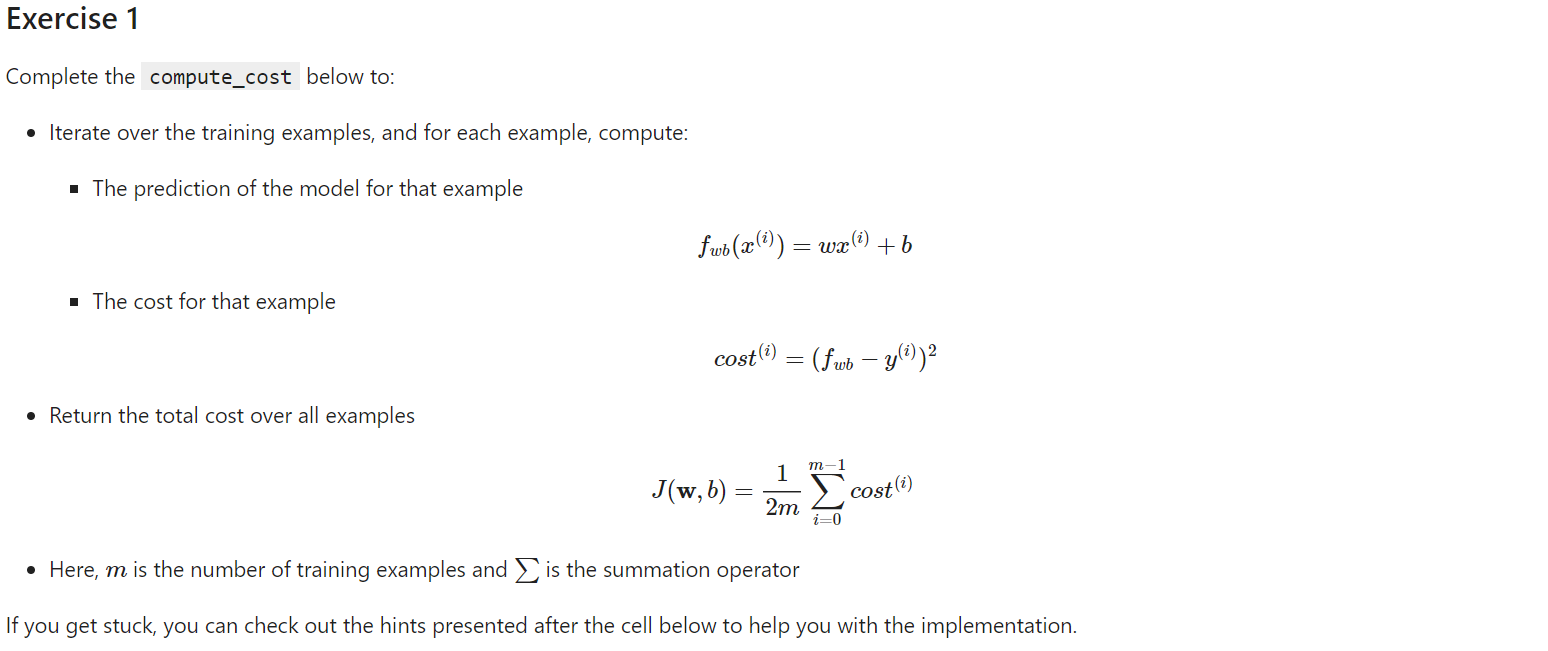 Exercise 1
Complete the compute_cost below to:
• Iterate over the training examples, and for each example, compute:
▪ The prediction of the model for that example
$f_{wb}(x^{(i)}) = wx^{(i)} + b$
▪ The cost for that example
$cost^{(i)} = (f_{wb} - y^{(i)})^2$
• Return the total cost over all examples
$J(\mathbf{w}, b) = \frac{1}{2m} \sum_{i=0}^{m-1} cost^{(i)}$
• Here, $m$ is the number of training examples and $\sum$ is the summation operator
If you get stuck, you can check out the hints presented after the cell below to help you with the implementation.